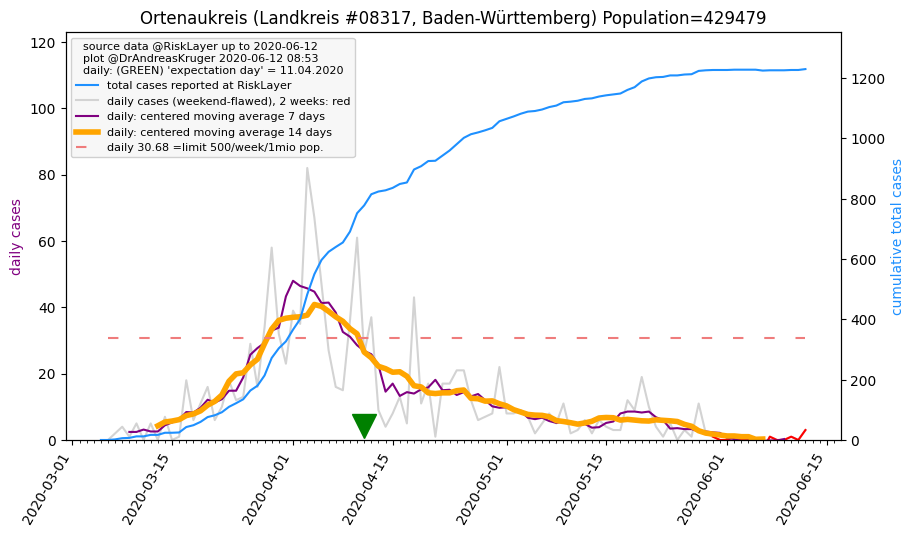 Ortenaukreis (Landkreis #08317, Baden-Württemberg) Population=429479
source data @RiskLayer up to 2020-06-12
plot @DrAndreasKruger 2020-06-12 08:53
daily: (GREEN) 'expectation day' = 11.04.2020
total cases reported at RiskLayer
daily cases (weekend-flawed), 2 weeks: red
daily: centered moving average 7 days
daily: centered moving average 14 days
daily 30.68 =limit 500/week/1mio pop.
daily cases
120
100
80
60
40
20
0
cumulative total cases
1200
1000
800
600
400
200
0
2020-03-01
2020-03-15
2020-04-01
2020-04-15
2020-05-01
2020-05-15
2020-06-01
2020-06-15